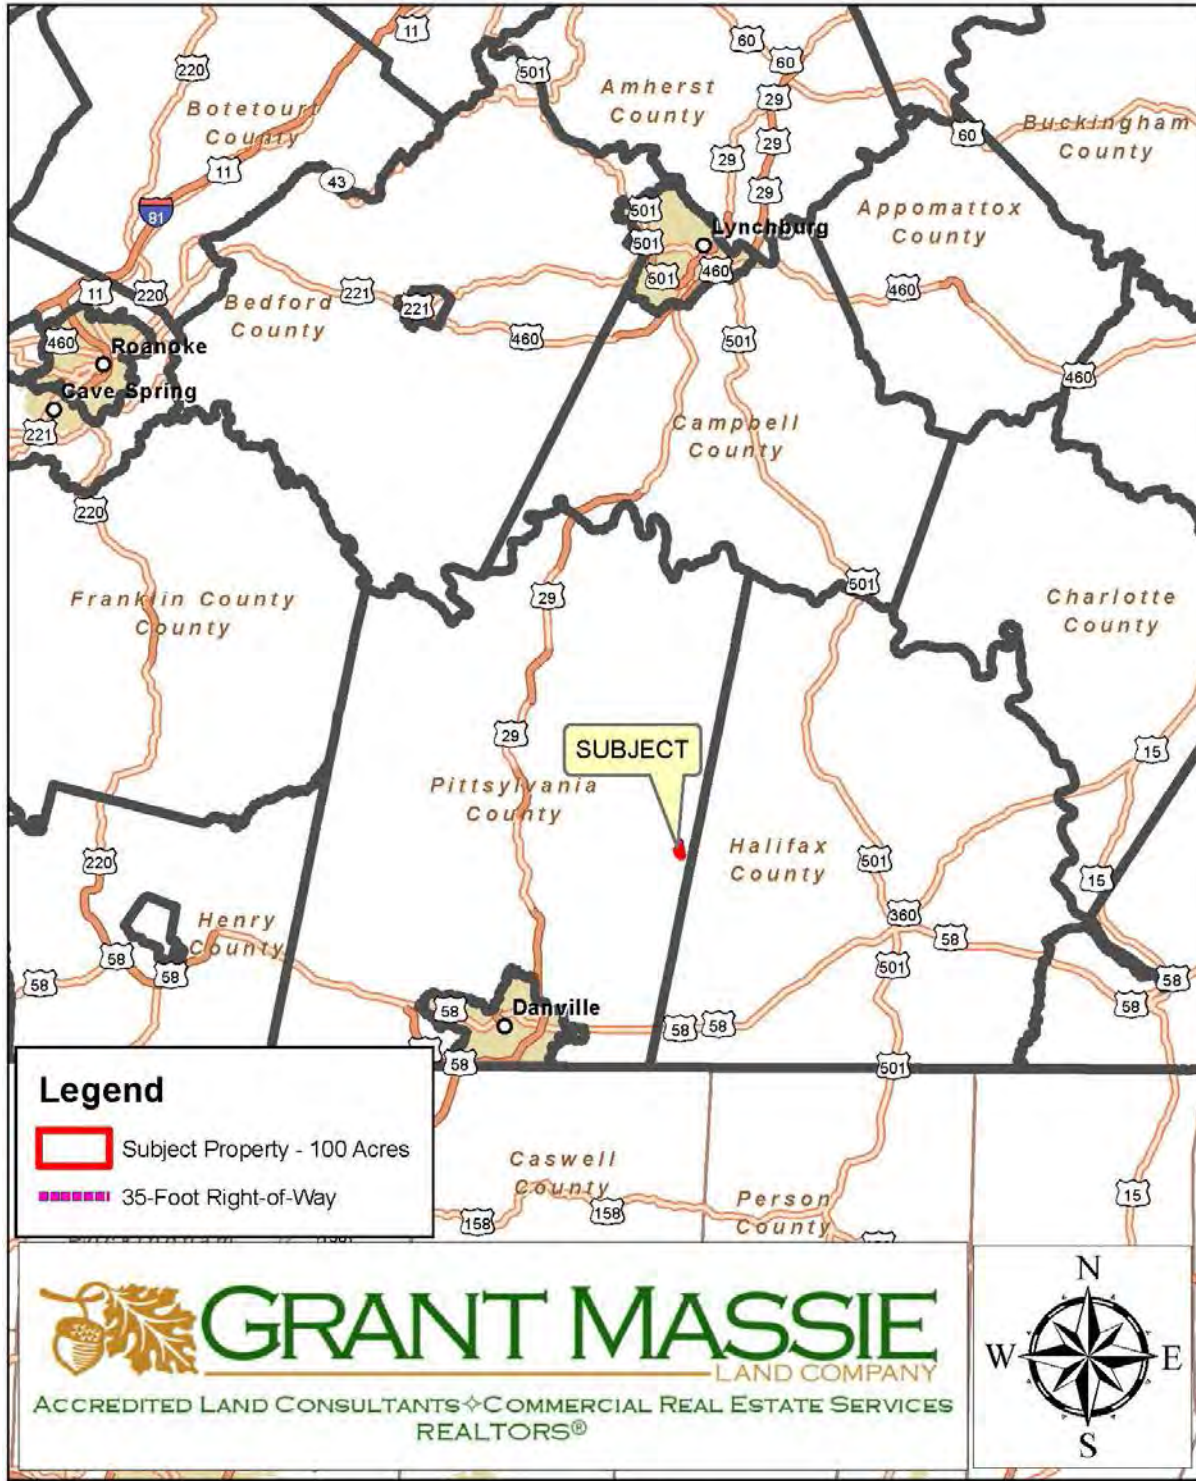 11
60
220
501
60
Amherst
County
29
Botetourt
County
60
Buckingham
County
29
29
11
43
29
81
501
Appomattox
County
Lynchburg
501
501
460
11
220
Bedford
County
221
221
460
501
460
460
Roanoke
460
Cave Spring
221
Campbell
County
220
501
29
Franklin County
County
Charlotte
County
29
SUBJECT
15
Pittsylvania
County
Halifax
County
220
501
15
360
Henry
County
58
58
58
501
58
58
58
Danville
58
58
58
58
501
Legend
Subject Property - 100 Acres
35-Foot Right-of-Way
Caswell
County
Person
County
15
158
158
GRANT MASSIE
LAND COMPANY
ACCREDITED LAND CONSULTANTS✧COMMERCIAL REAL ESTATE SERVICES
REALTORS®
N
W
E
S